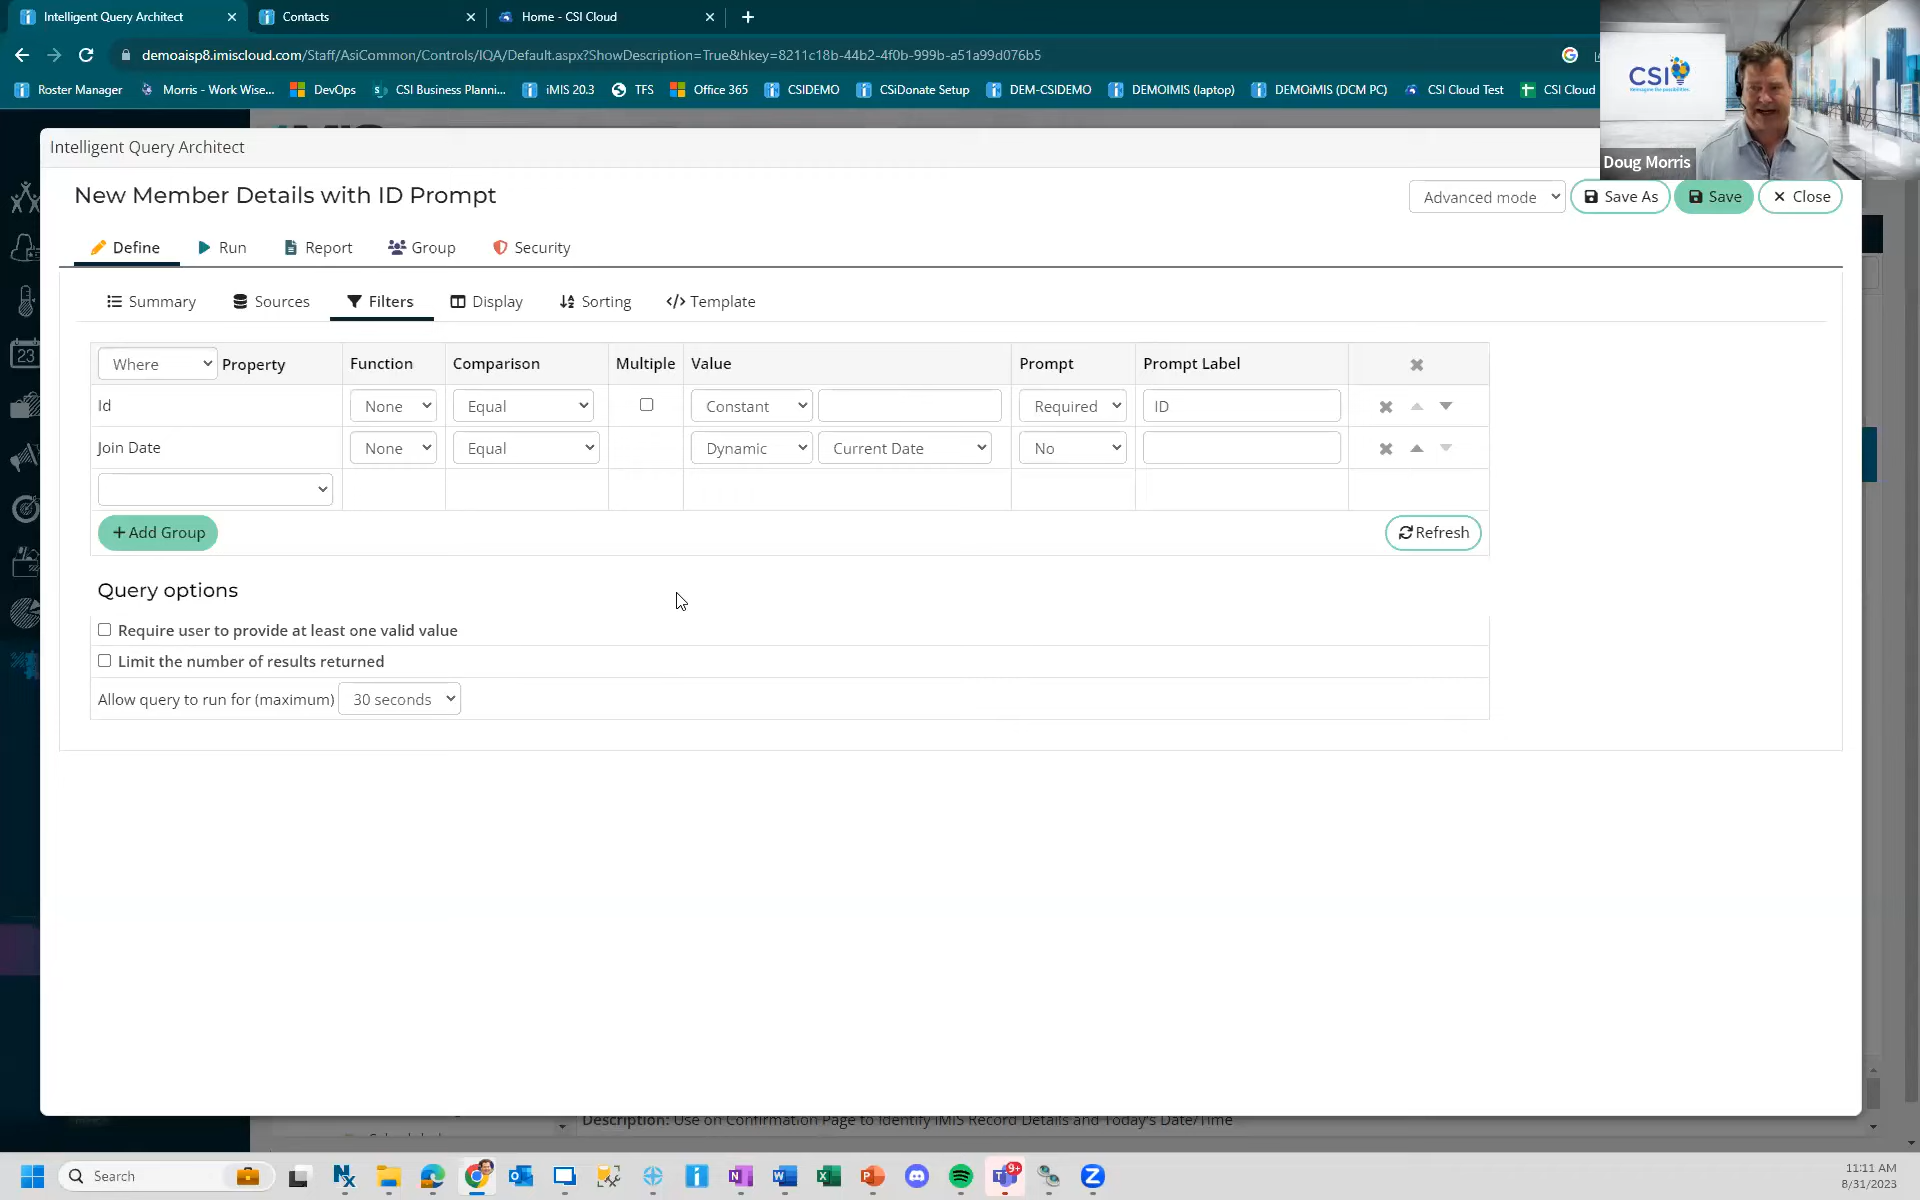 Intelligent Query Architect
Contacts
Home - CSI Cloud
demoaisp8.imiscloud.com/Staff/AsiCommon/Controls/IQA/Default.aspx?ShowDescription=True&hkey=8211c18b-44b2-4f0b-999b-a51a99d076b5
Roster Manager
Morris - Work Wise...
DevOps
CSI Business Planni...
iMIS 20.3
TFS
Office 365
CSIDEMO
CSiDonate Setup
DEM-CSIDEMO
DEMOIMIS (laptop)
DEMOiMIS (DCM PC)
CSI Cloud Test
CSI Cloud
CSI
Doug Morris
Intelligent Query Architect
New Member Details with ID Prompt
Advanced mode
Save As
Save
Close
Define
Run
Report
Group
Security
Summary
Sources
Filters
Display
Sorting
Template
Where Property Function Comparison Multiple Value Prompt Prompt Label
Id None Equal Constant Required ID
Join Date None Equal Dynamic Current Date No
+ Add Group
Refresh
Query options
Require user to provide at least one valid value
Limit the number of results returned
Allow query to run for (maximum) 30 seconds
Description: Use on Confirmation Page to Identify iMIS Record Details and Today's Date/Time
23
Search
9+
11:11 AM
8/31/2023